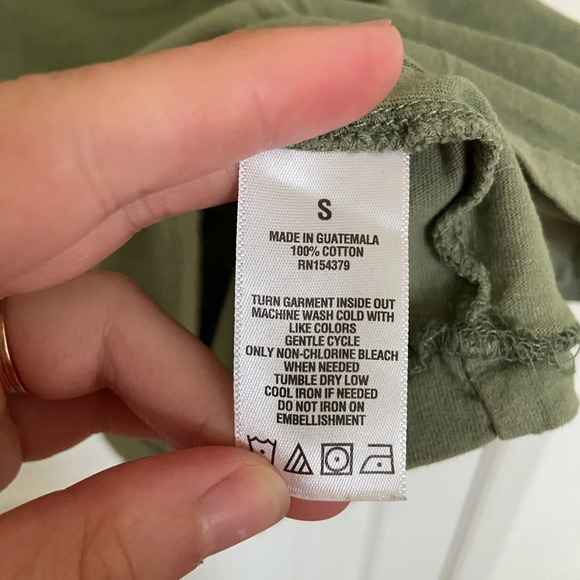 S
MADE IN GUATEMALA
100% COTTON
RN154379
TURN GARMENT INSIDE OUT
MACHINE WASH COLD WITH
LIKE COLORS
GENTLE CYCLE
ONLY NON-CHLORINE BLEACH
WHEN NEEDED
TUMBLE DRY LOW
COOL IRON IF NEEDED
DO NOT IRON ON
EMBELLISHMENT